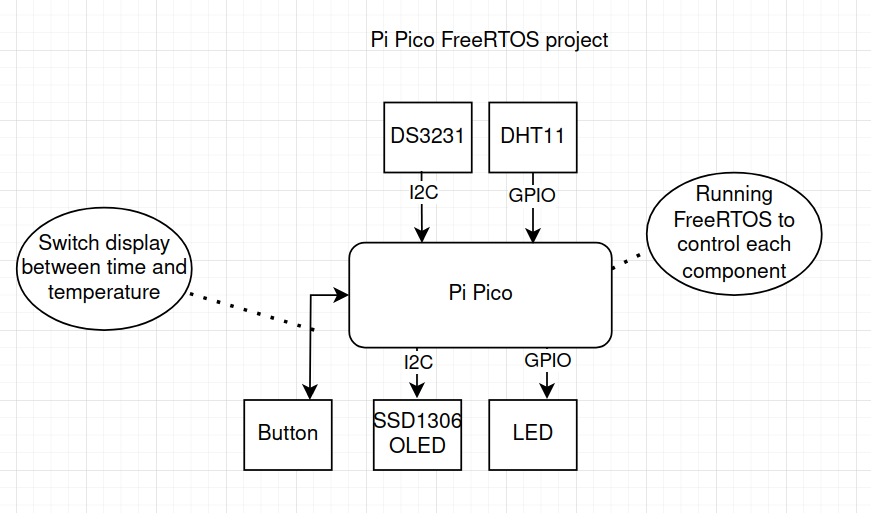 Pi Pico FreeRTOS project
DS3231
DHT11
I2C
GPIO
Running
FreeRTOS to
control each
component
Switch display
between time and
temperature
Pi Pico
I2C
GPIO
Button
SSD1306
OLED
LED